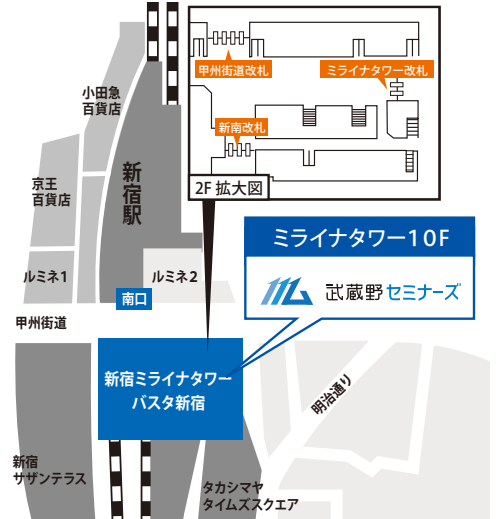 甲州街道改札
ミライナタワー改札
新南改札
2F 拡大図
小田急
百貨店
新宿駅
京王
百貨店
ルミネ1
ルミネ2
南口
甲州街道
ミライナタワー10F
武蔵野セミナーズ
新宿ミライナタワー
バスタ新宿
明治通り
新宿
サザンテラス
タカシマヤ
タイムズスクエア